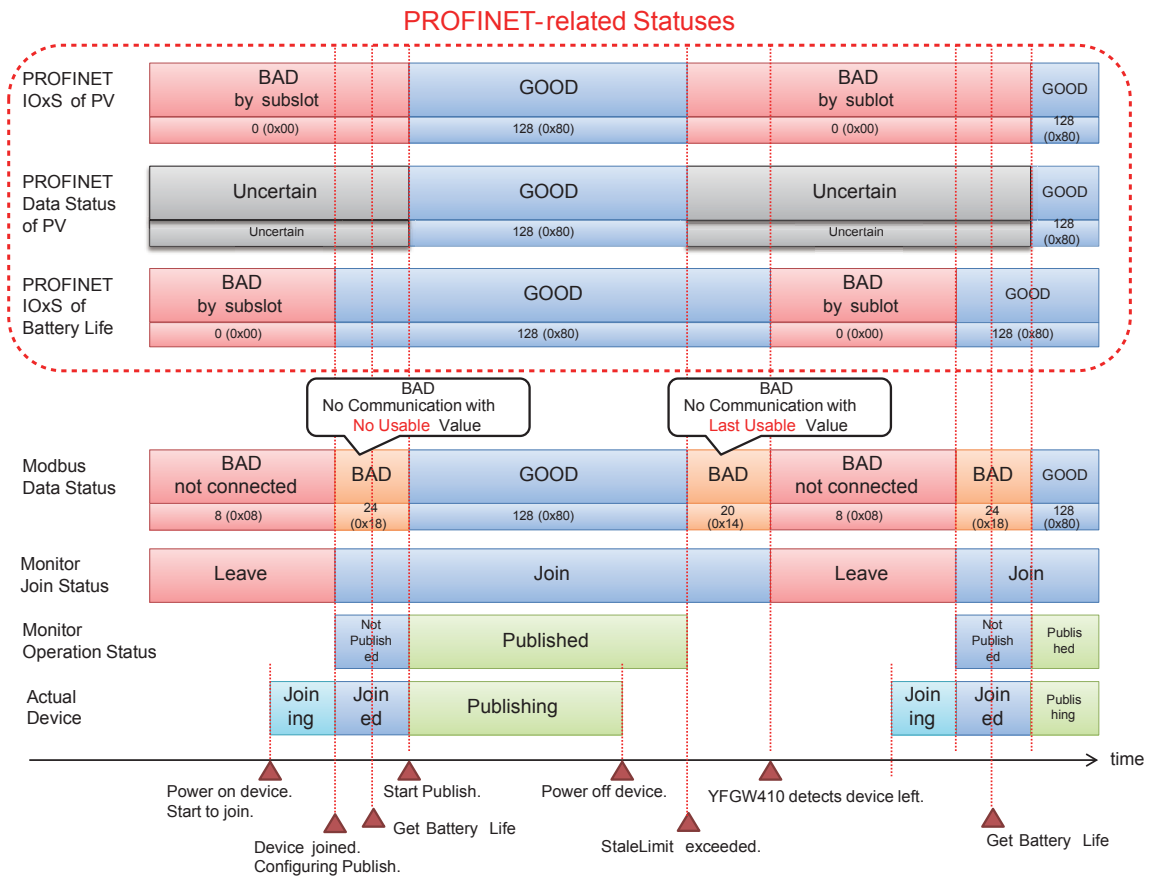 PROFINET-related Statuses
PROFINET
IOxS of PV
BAD
by subslot
0 (0x00)
GOOD
128 (0x80)
BAD
by sublot
0 (0x00)
GOOD
128
(0x80)
PROFINET
Data Status
of PV
Uncertain
Uncertain
GOOD
128 (0x80)
Uncertain
Uncertain
GOOD
128
(0x80)
PROFINET
IOxS of
Battery Life
BAD
by subslot
0 (0x00)
GOOD
128 (0x80)
BAD
by sublot
0 (0x00)
GOOD
128 (0x80)
BAD
No Communication with
No Usable Value
BAD
No Communication with
Last Usable Value
Modbus
Data Status
BAD
not connected
8 (0x08)
BAD
24
(0x18)
GOOD
128 (0x80)
BAD
20
(0x14)
BAD
not connected
8 (0x08)
BAD
24
(0x18)
GOOD
128
(0x80)
Monitor
Join Status
Leave
Join
Leave
Join
Monitor
Operation Status
Not
Publish
ed
Published
Not
Publish
ed
Publis
hed
Actual
Device
Join
ing
Join
ed
Publishing
Join
ing
Join
ed
Publis
hing
time
Power on device.
Start to join.
Start Publish.
Power off device.
YFGW410 detects device left.
Device joined.
Configuring Publish.
Get Battery Life
StaleLimit exceeded.
Get Battery Life